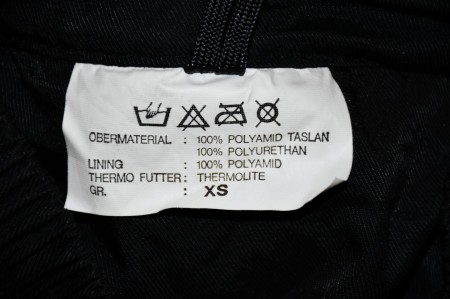 OBERMATERIAL : 100% POLYAMID TASLAN
100% POLYURETHAN
LINING : 100% POLYAMID
THERMO FUTTER : THERMOLITE
GR. : XS